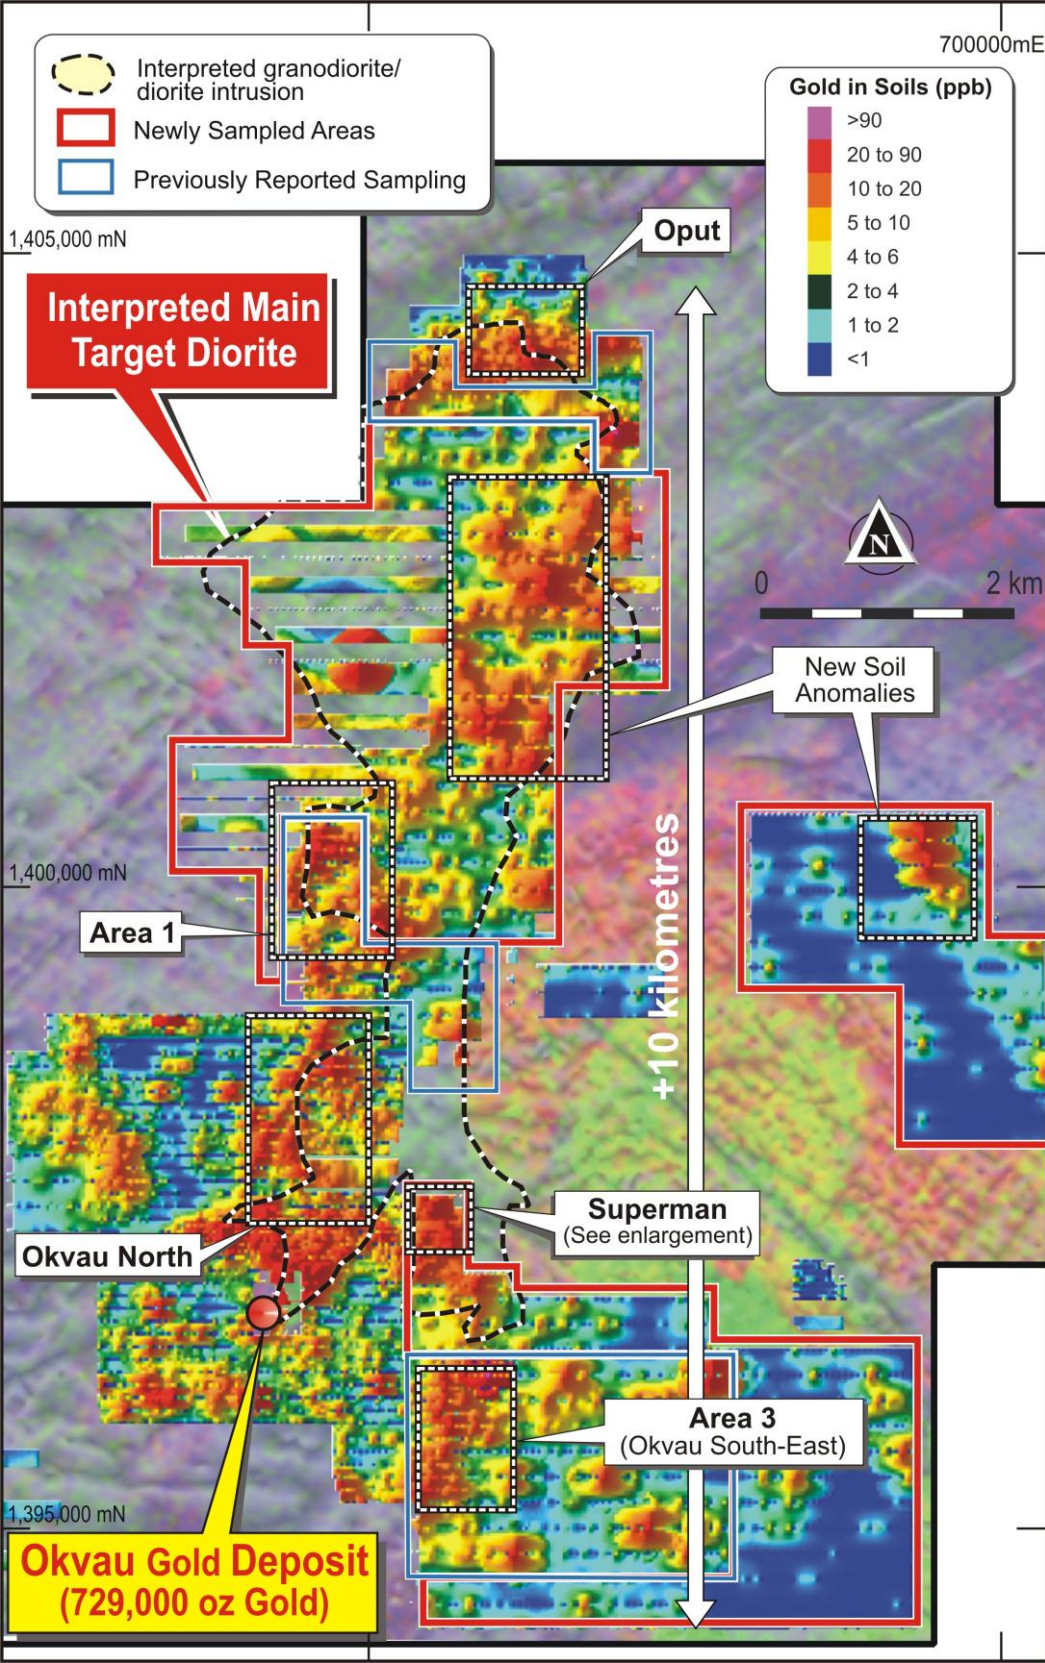 700000mE
Interpreted granodiorite/
diorite intrusion
Newly Sampled Areas
Previously Reported Sampling
Gold in Soils (ppb)
>90
20 to 90
10 to 20
5 to 10
4 to 6
2 to 4
1 to 2
<1
1,405,000 mN
Oput
Interpreted Main
Target Diorite
N
0 2 km
New Soil
Anomalies
+10 kilometres
1,400,000 mN
Area 1
Superman
(See enlargement)
Okvau North
Area 3
(Okvau South-East)
1,395,000 mN
Okvau Gold Deposit
(729,000 oz Gold)